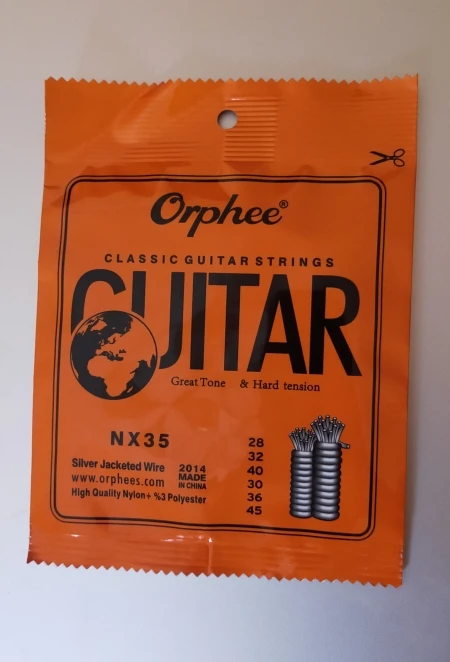 Orphee®
CLASSIC GUITAR STRINGS
GUITAR
Great Tone & Hard tension
NX35
Silver Jacketed Wire
www.orphees.com
High Quality Nylon+ %3 Polyester
2014
MADE
IN CHINA
28
32
40
30
36
45